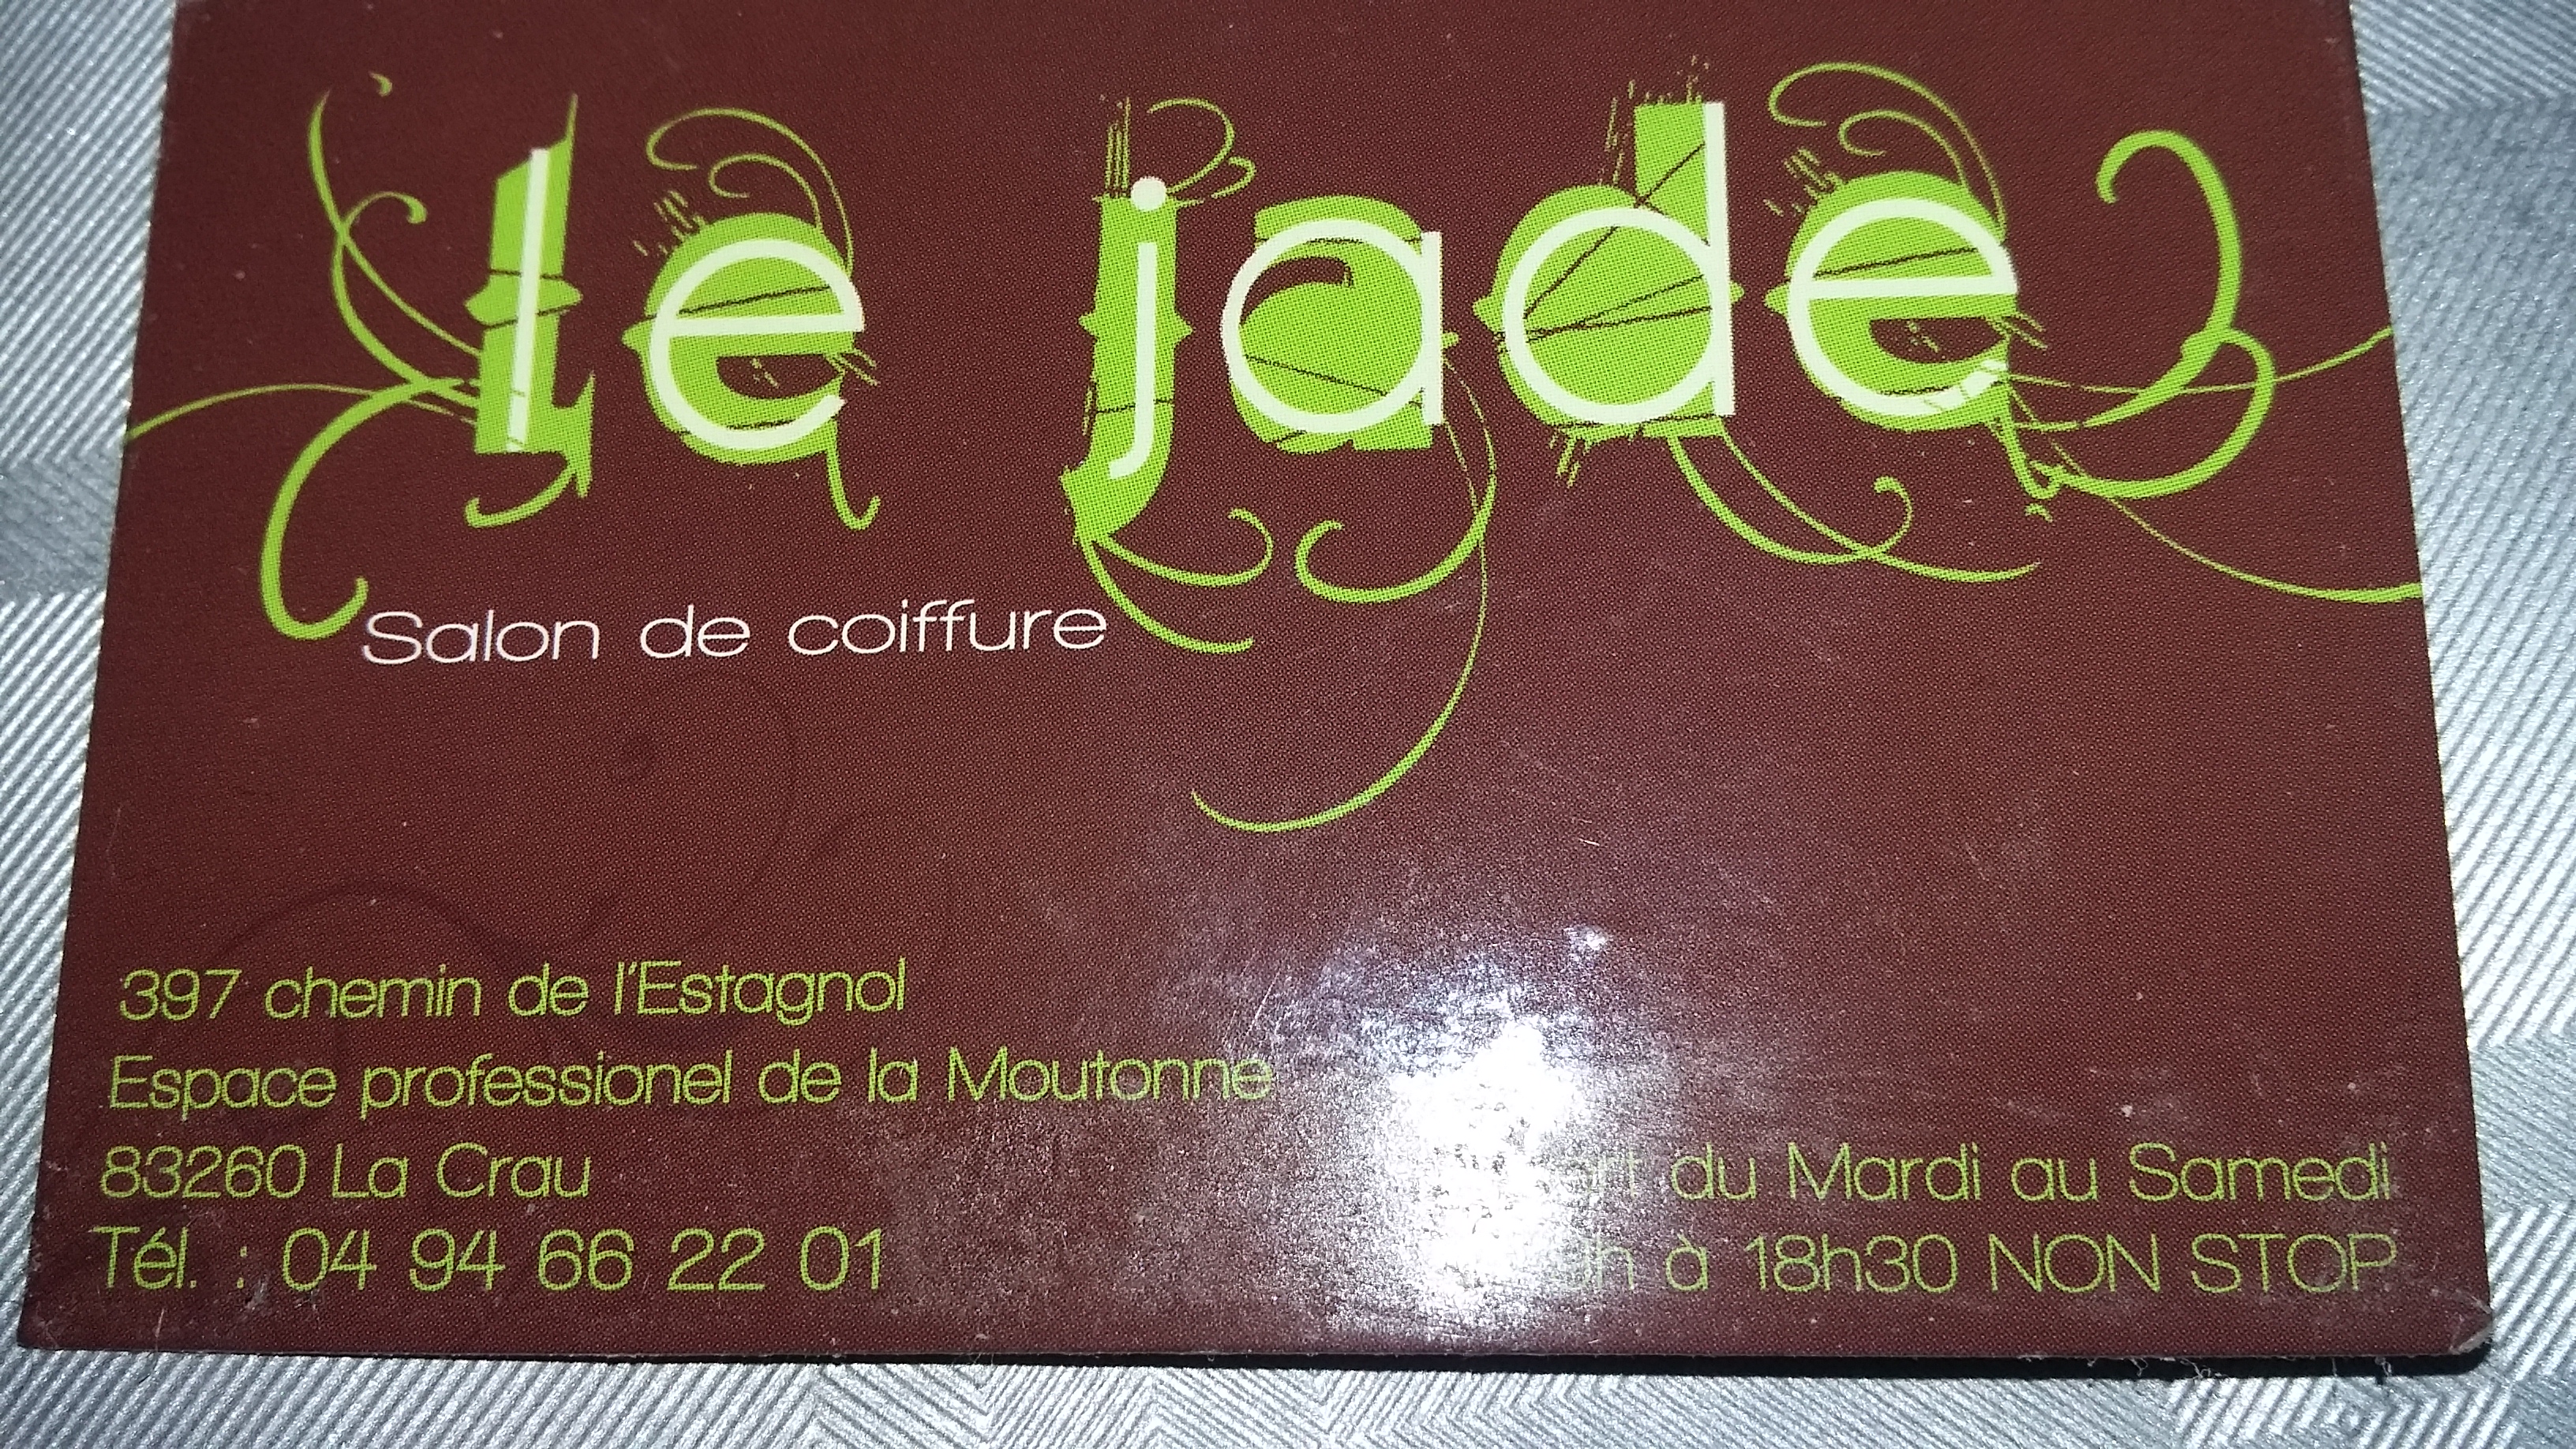 le jade
Salon de coiffure
397 chemin de l'Estagnol
Espace professionel de la Moutonne
83260 La Crau
Tél. : 04 94 66 22 01
du Mardi au Samedi
9h à 18h30 NON STOP